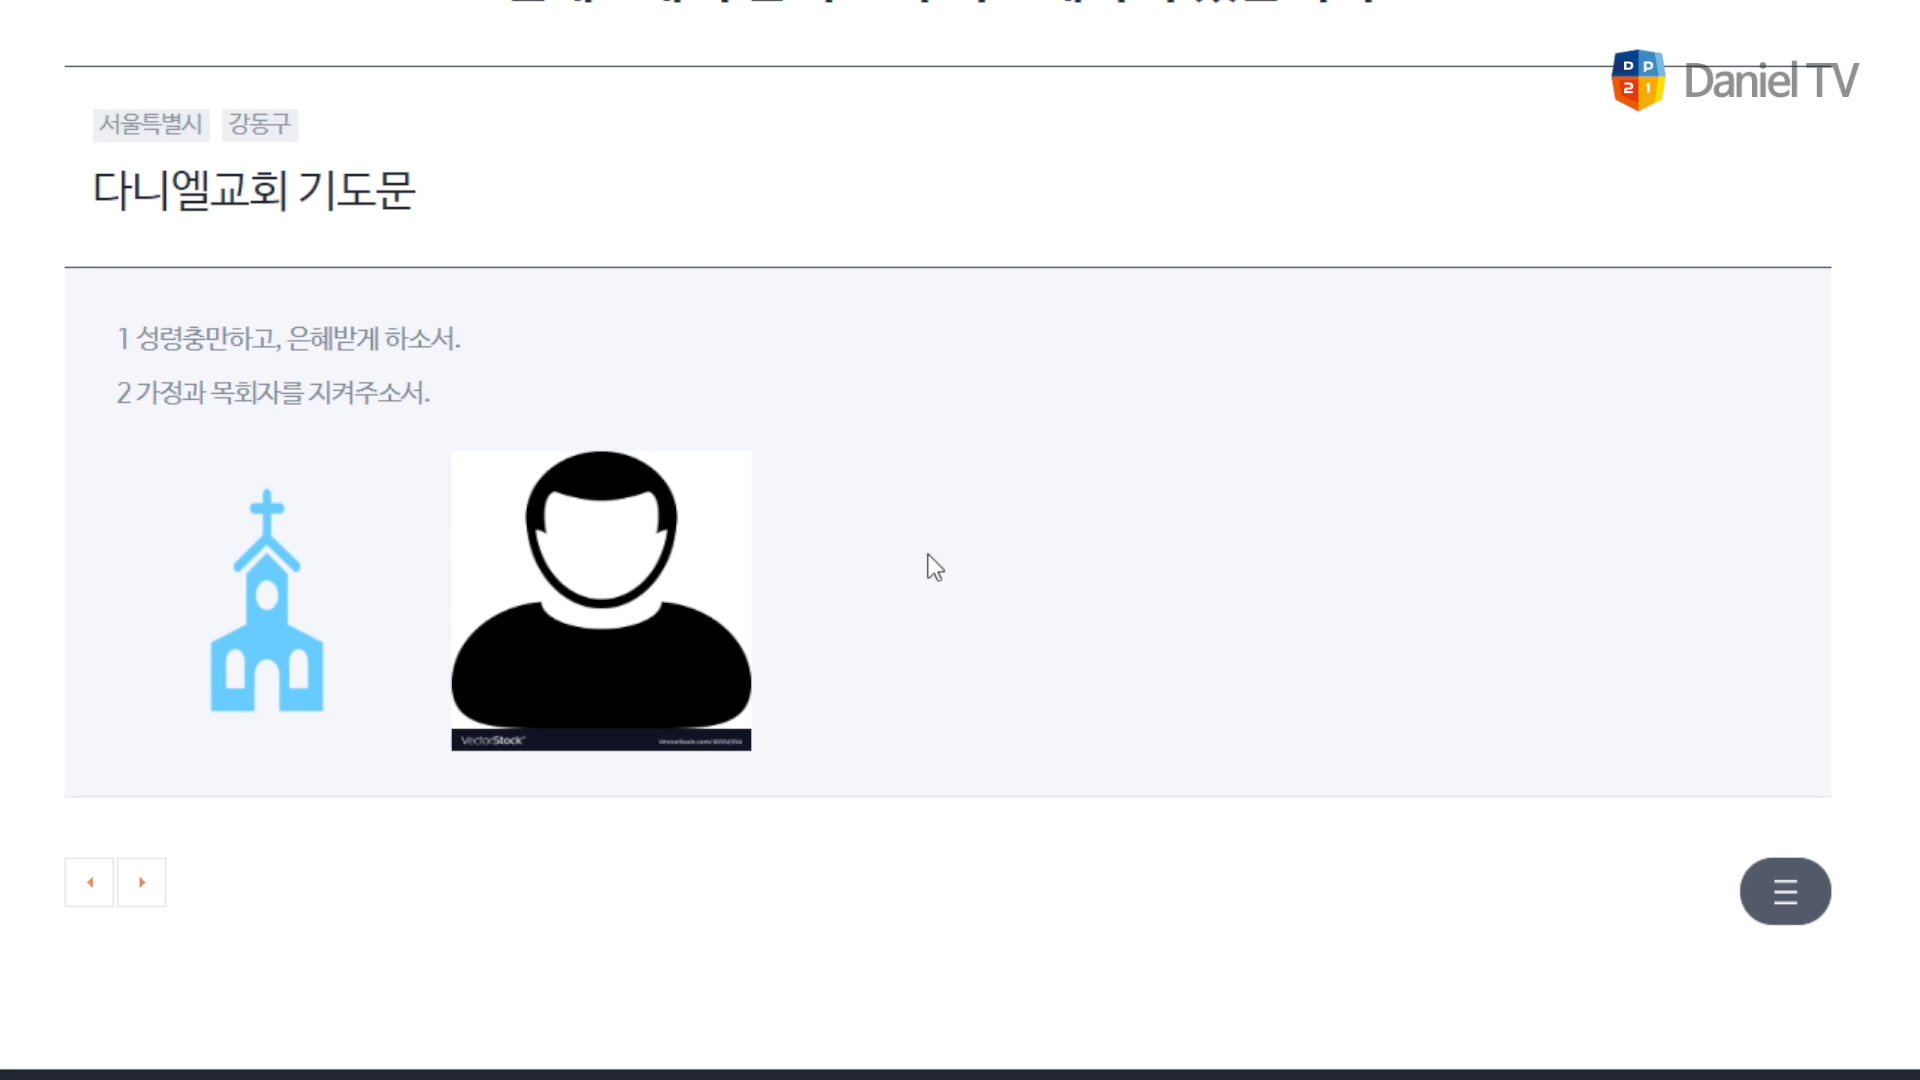 DP
21
Daniel TV
서울특별시 강동구
다니엘교회 기도문
1 성령충만하고, 은혜받게 하소서.
2 가정과 목회자를 지켜주소서.
VectorStock®